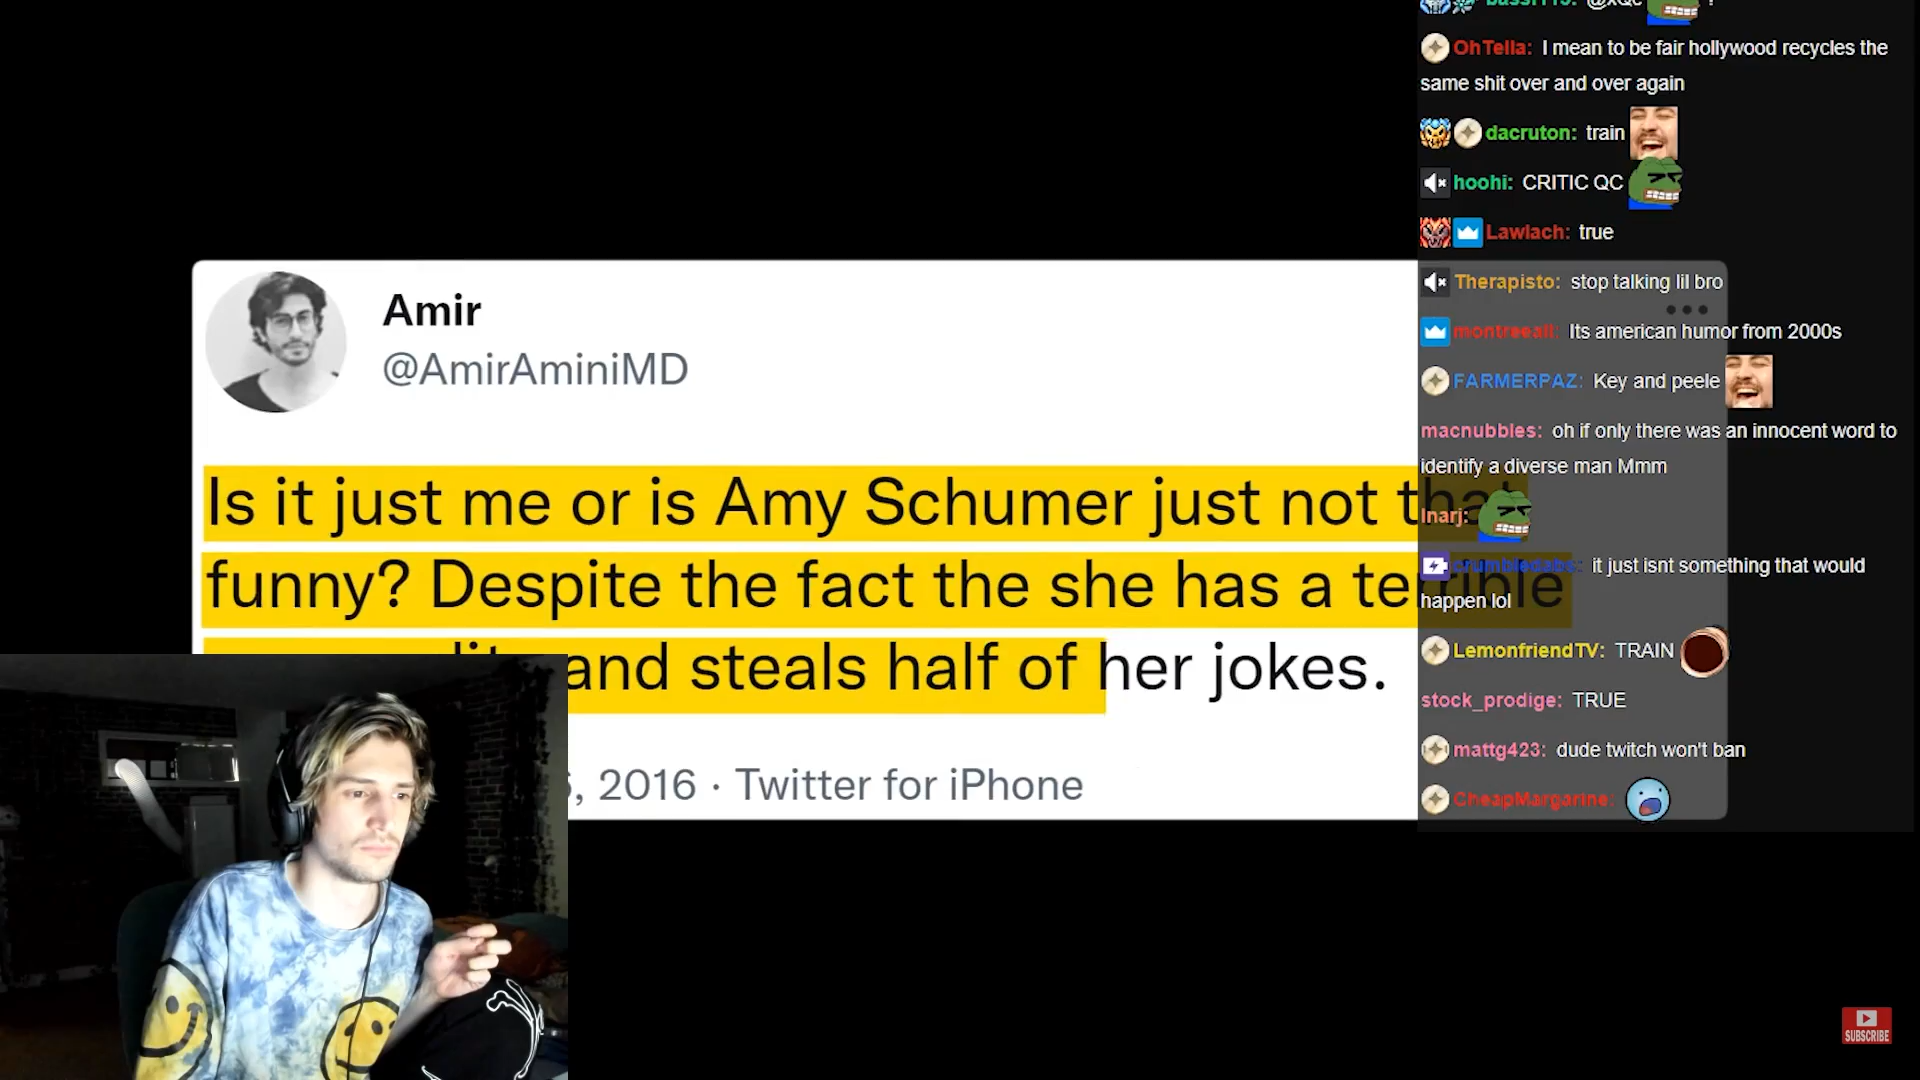 Amir
@AmirAminiMD
Is it just me or is Amy Schumer just not that
funny? Despite the fact the she has a terrible
and steals half of her jokes.
, 2016 · Twitter for iPhone
OhTella: I mean to be fair hollywood recycles the
same shit over and over again
dacruton: train
hoohi: CRITIC QC
Lawlach: true
Therapisto: stop talking lil bro
montreealt: Its american humor from 2000s
FARMERPAZ: Key and peele
macnubbles: oh if only there was an innocent word to
identify a diverse man Mmm
lnarj:
crumbledabs: it just isnt something that would
happen lol
LemonfriendTV: TRAIN
stock_prodige: TRUE
mattg423: dude twitch won't ban
CheapMargarine:
SUBSCRIBE